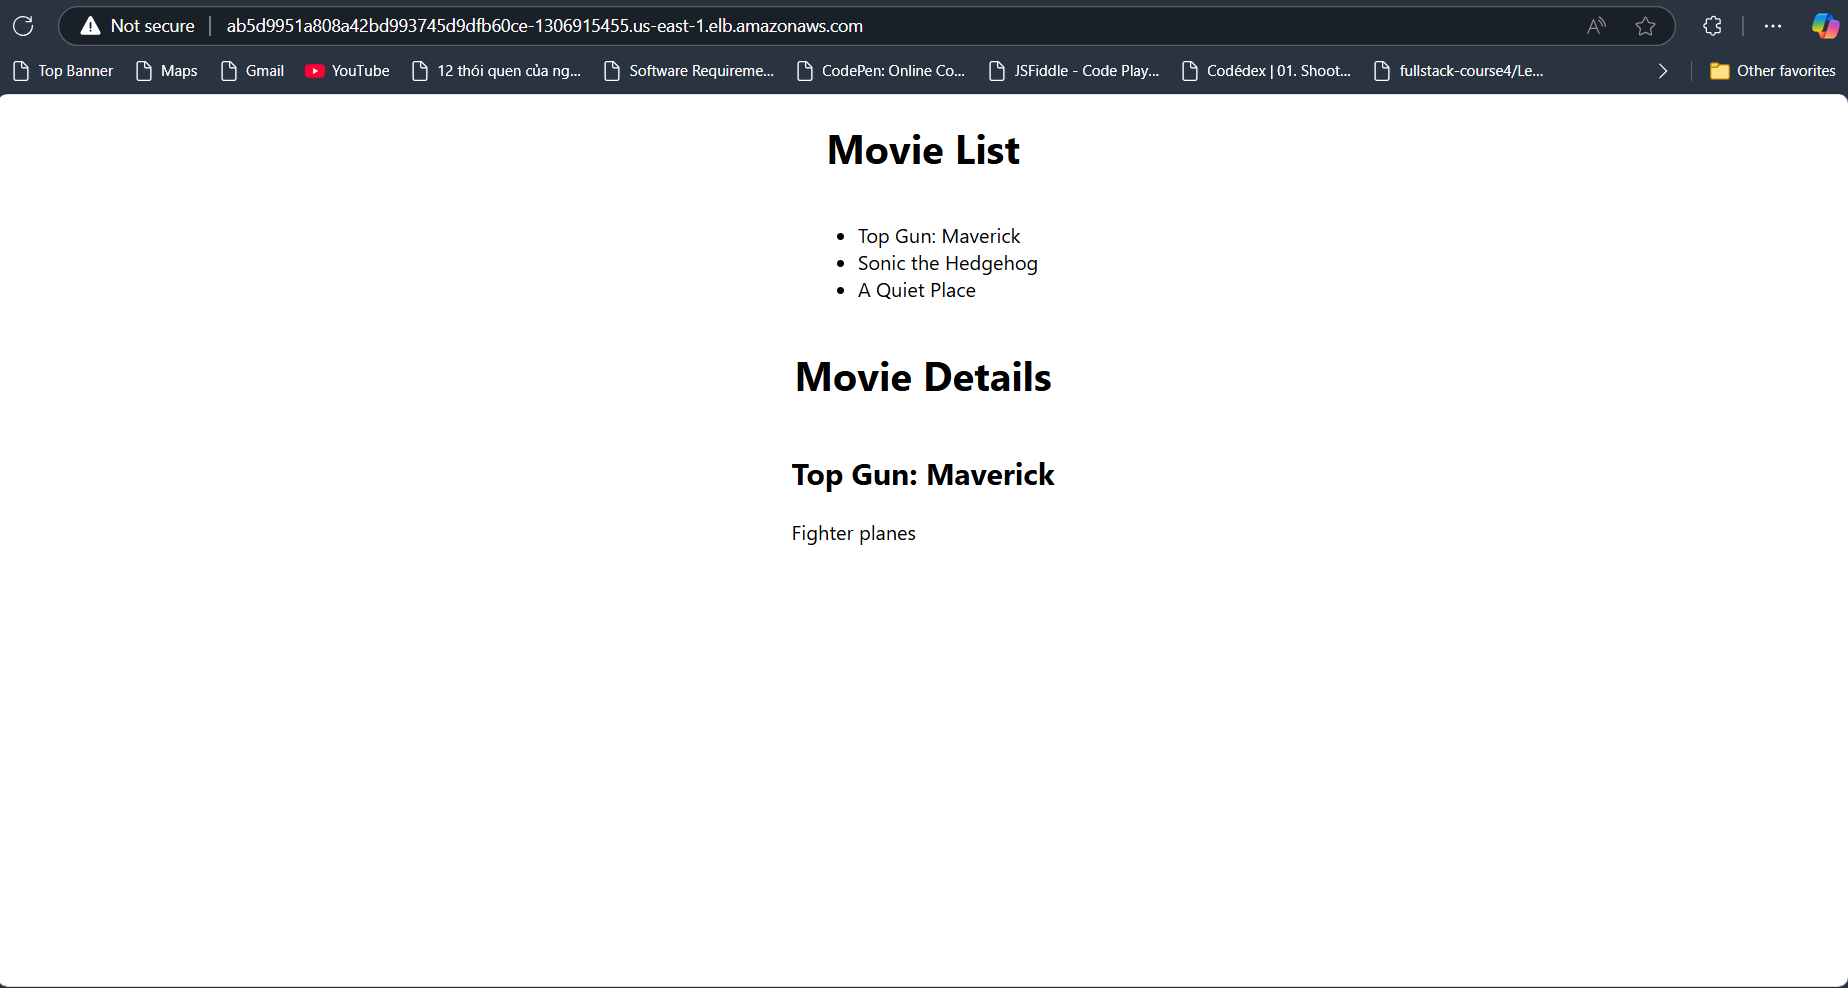 Not secure ab5d9951a808a42bd993745d9dfb60ce-1306915455.us-east-1.elb.amazonaws.com
Top Banner Maps Gmail YouTube 12 thói quen của ng... Software Requireme... CodePen: Online Co... JSFiddle - Code Play... Codédex | 01. Shoot... fullstack-course4/Le... Other favorites
Movie List
• Top Gun: Maverick
• Sonic the Hedgehog
• A Quiet Place
Movie Details
Top Gun: Maverick
Fighter planes